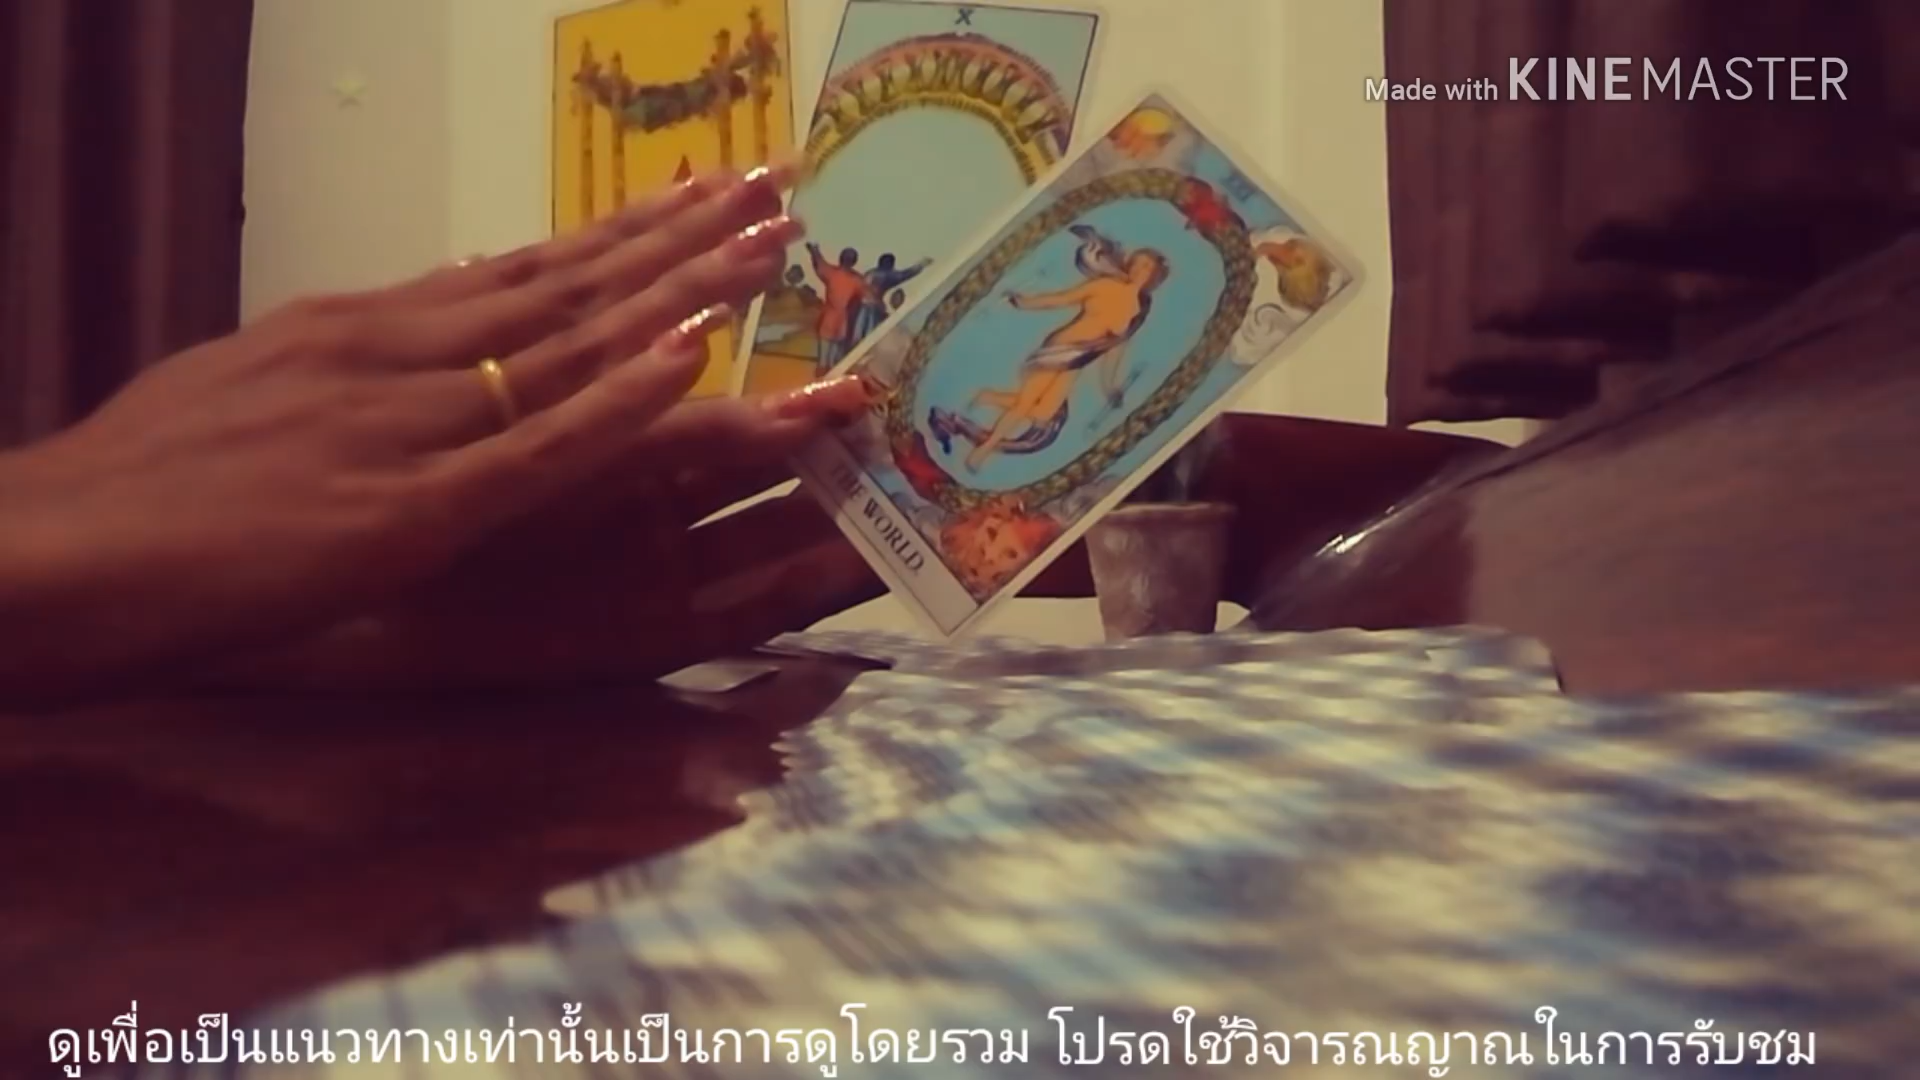 X
Made with KINEMASTER
XXI
THE WORLD.
ดูเพื่อเป็นแนวทางเท่านั้นเป็นการดูโดยรวม โปรดใช้วิจารณญาณในการรับชม